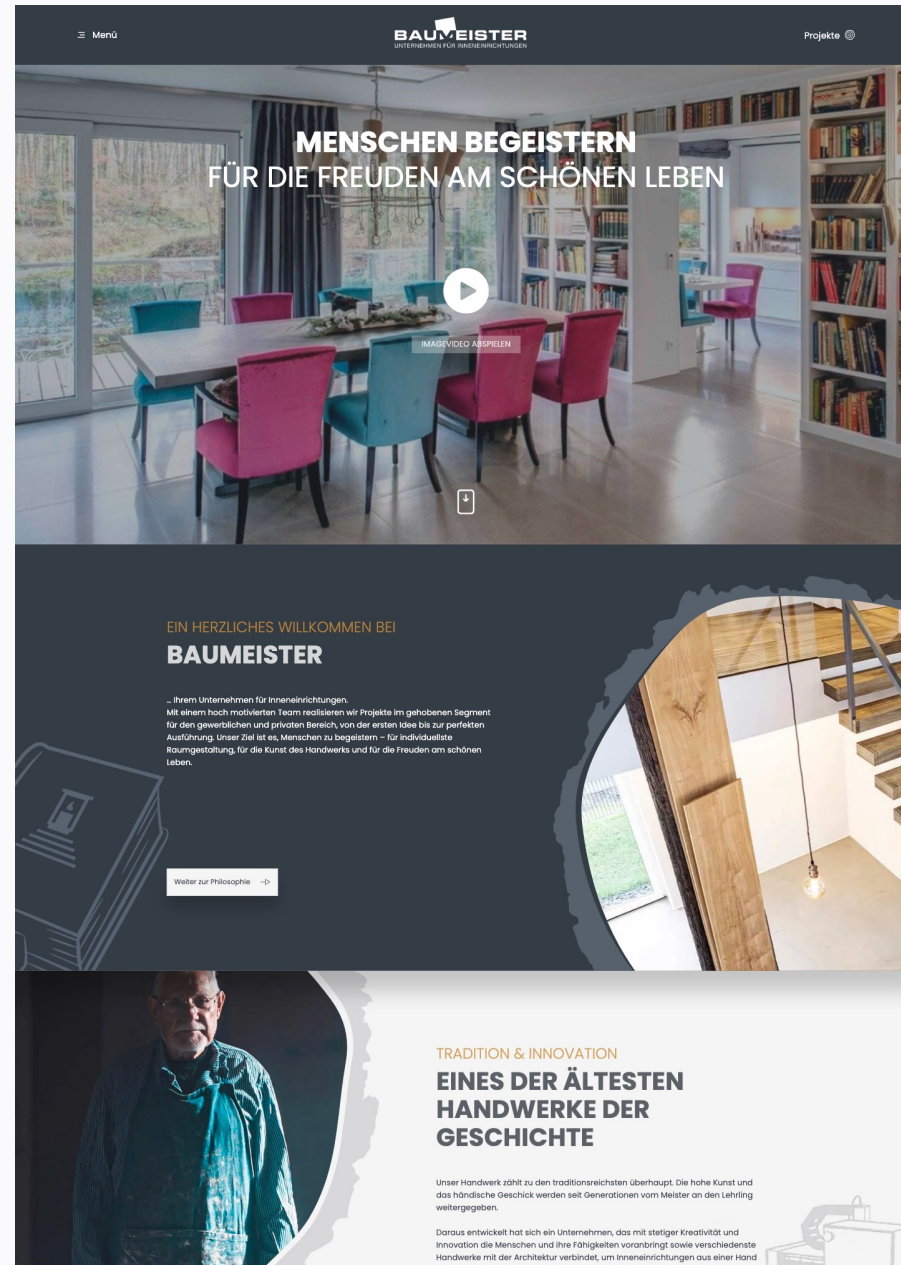 Menü
BAUMEISTER
UNTERNEHMEN FÜR INNENEINRICHTUNGEN
Projekte
MENSCHEN BEGEISTERN
FÜR DIE FREUDEN AM SCHÖNEN LEBEN
IMAGEVIDEO ABSPIELEN
EIN HERZLICHES WILLKOMMEN BEI
BAUMEISTER
... Ihrem Unternehmen für Inneneinrichtungen.
Mit einem hoch motivierten Team realisieren wir Projekte im gehobenen Segment
für den gewerblichen und privaten Bereich, von der ersten Idee bis zur perfekten
Ausführung. Unser Ziel ist es, Menschen zu begeistern – für individuellste
Raumgestaltung, für die Kunst des Handwerks und für die Freuden am schönen
Leben.
Weiter zur Philosophie
TRADITION & INNOVATION
EINES DER ÄLTESTEN
HANDWERKE DER
GESCHICHTE
Unser Handwerk zählt zu den traditionsreichsten überhaupt. Die hohe Kunst und
das händische Geschick werden seit Generationen vom Meister an den Lehrling
weitergegeben.
Daraus entwickelt hat sich ein Unternehmen, das mit stetiger Kreativität und
Innovation die Menschen und ihre Fähigkeiten voranbringt sowie verschiedenste
Handwerke mit der Architektur verbindet, um Inneneinrichtungen aus einer Hand